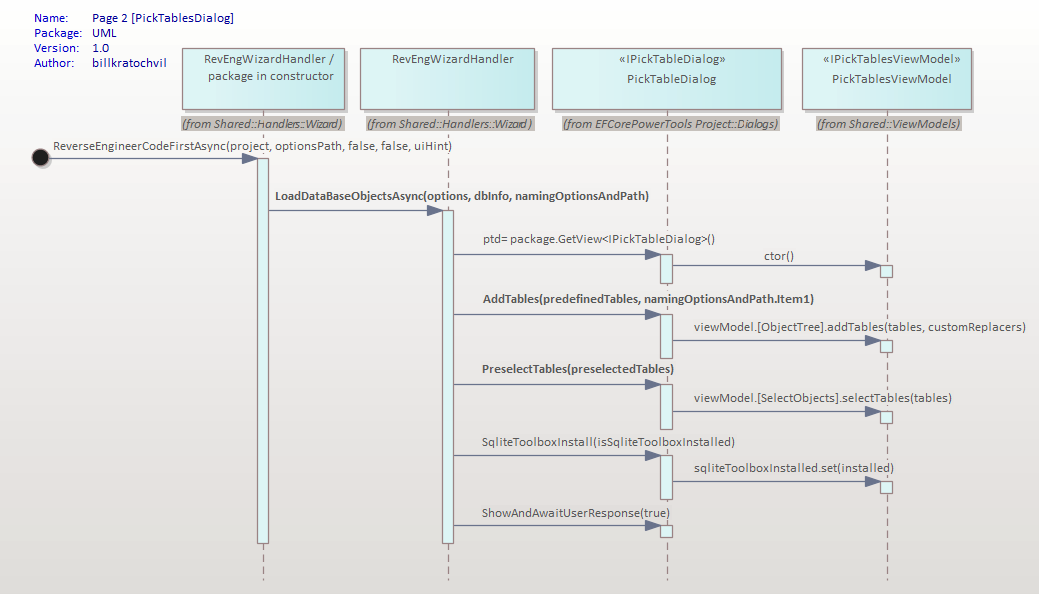 Name: Page 2 [PickTablesDialog]
Package: UML
Version: 1.0
Author: billkratochvil
RevEngWizardHandler /
package in constructor
(from Shared::Handlers::Wizard)
RevEngWizardHandler
(from Shared::Handlers::Wizard)
«IPickTableDialog»
PickTableDialog
(from EFCorePowerTools Project::Dialogs)
«IPickTablesViewModel»
PickTablesViewModel
(from Shared::ViewModels)
ReverseEngineerCodeFirstAsync(project, optionsPath, false, false, uiHint)
LoadDataBaseObjectsAsync(options, dbInfo, namingOptionsAndPath)
ptd= package.GetView<IPickTableDialog>()
ctor()
AddTables(predefinedTables, namingOptionsAndPath.Item1)
viewModel.[ObjectTree].addTables(tables, customReplacers)
PreselectTables(preselectedTables)
viewModel.[SelectObjects].selectTables(tables)
SqliteToolboxInstall(isSqliteToolboxInstalled)
sqliteToolboxInstalled.set(installed)
ShowAndAwaitUserResponse(true)